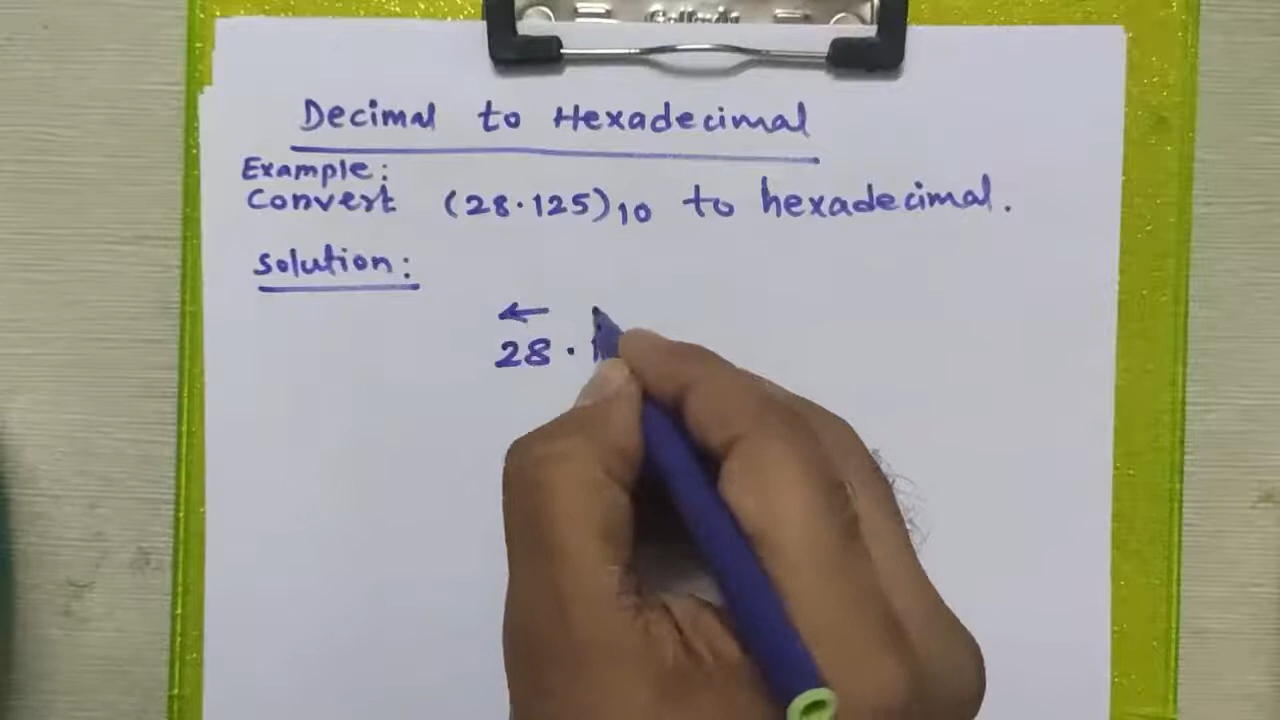 Decimal to Hexadecimal
Example:
Convert (28.125)10 to hexadecimal.
Solution:
←
28.